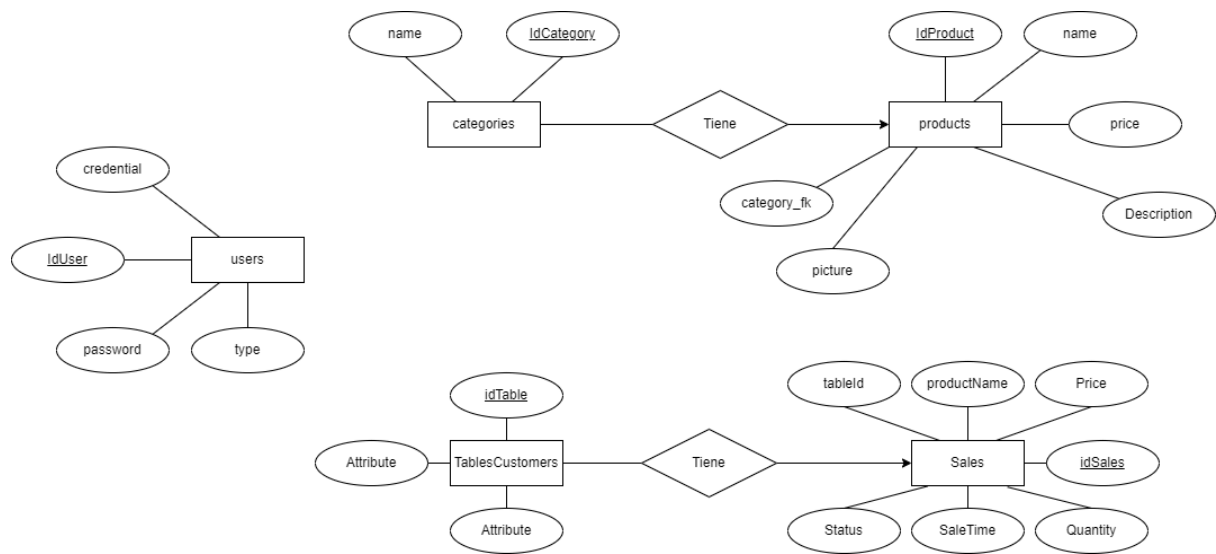 name
IdCategory
IdProduct
name
categories
Tiene
products
price
credential
category_fk
Description
IdUser
users
picture
password
type
idTable
tableId
productName
Price
Attribute
TablesCustomers
Tiene
Sales
idSales
Attribute
Status
SaleTime
Quantity